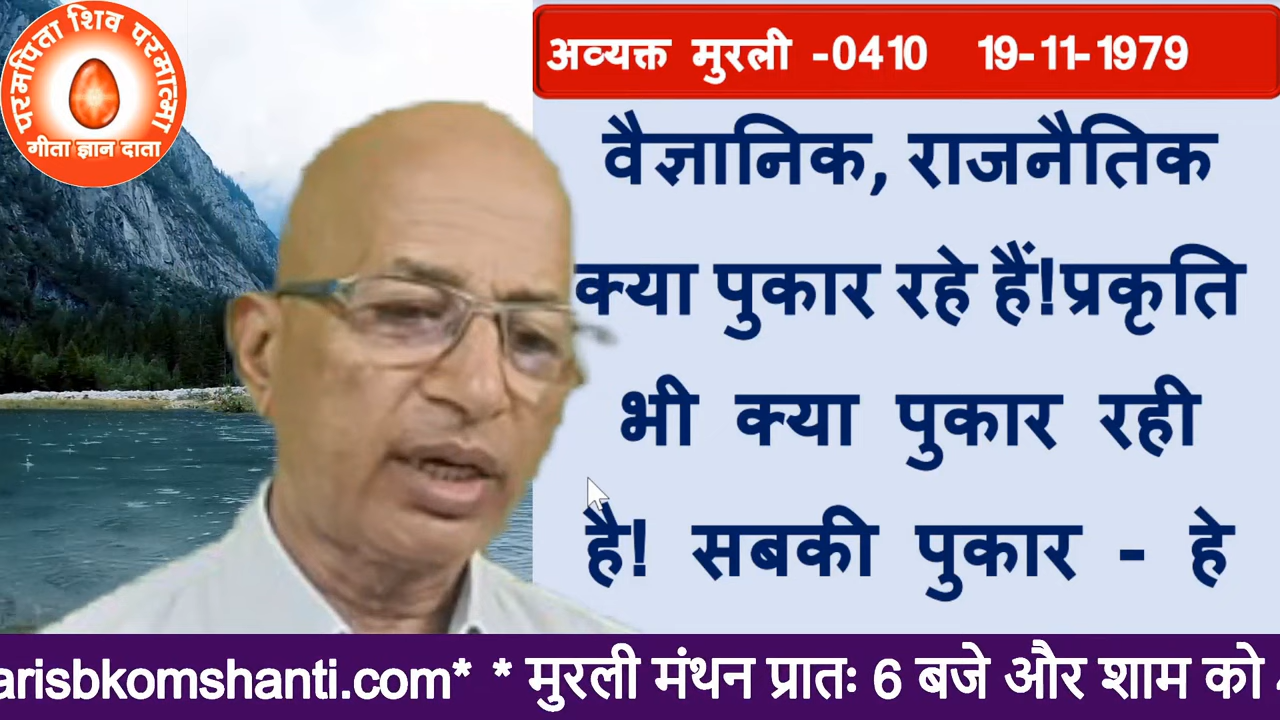 परमपिता शिव परमात्मा
गीता ज्ञान दाता
अव्यक्त मुरली -0410 19-11-1979
वैज्ञानिक, राजनैतिक
क्या पुकार रहे हैं!प्रकृति
भी क्या पुकार रही
है! सबकी पुकार - हे
arisbkomshanti.com* * मुरली मंथन प्रातः 6 बजे और शाम को